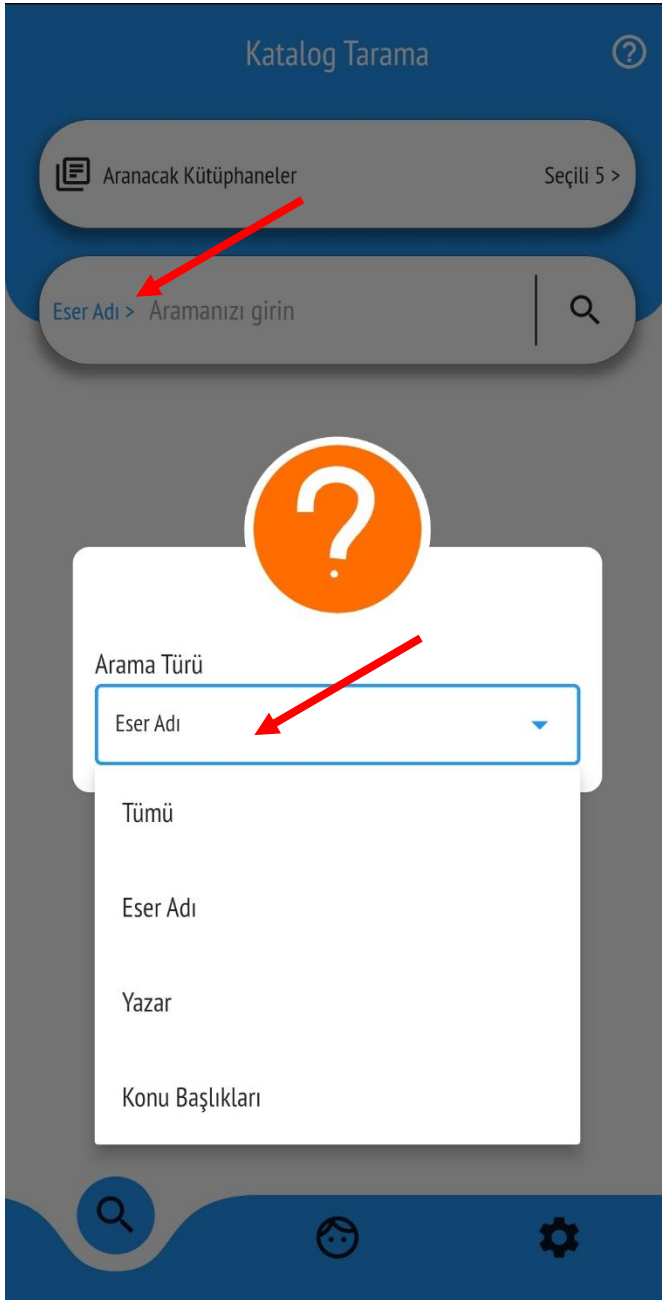 Katalog Tarama
Aranacak Kütüphaneler Seçili 5 >
Eser Adı > Aramanızı girin
Arama Türü
Eser Adı
Tümü
Eser Adı
Yazar
Konu Başlıkları